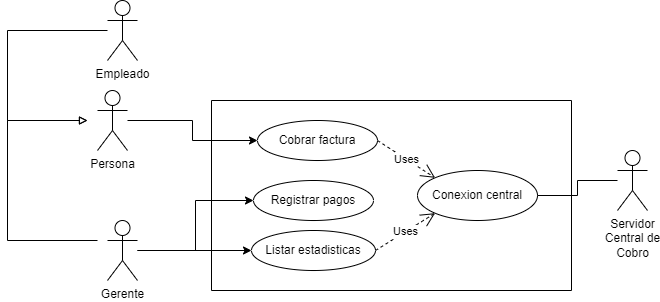 Empleado
Persona
Cobrar factura
Uses
Registrar pagos
Conexion central
Servidor
Central de
Cobro
Uses
Listar estadisticas
Gerente